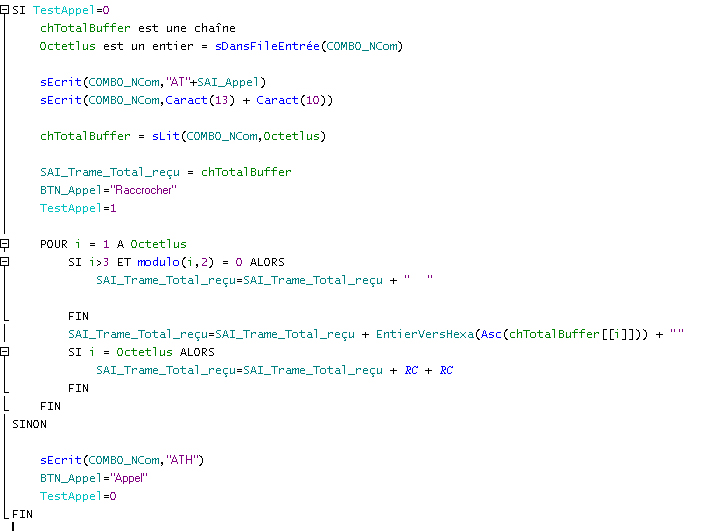 SI TestAppel=0
chTotalBuffer est une chaîne
Octetlus est un entier = sDansFileEntrée(COMBO_NCom)
sEcrit(COMBO_NCom,"AT"+SAI_Appel)
sEcrit(COMBO_NCom,Caract(13) + Caract(10))
chTotalBuffer = sLit(COMBO_NCom,Octetlus)
SAI_Trame_Total_reçu = chTotalBuffer
BTN_Appel="Raccrocher"
TestAppel=1
POUR i = 1 A Octetlus
SI i>3 ET modulo(i,2) = 0 ALORS
SAI_Trame_Total_reçu=SAI_Trame_Total_reçu + "  "
FIN
SAI_Trame_Total_reçu=SAI_Trame_Total_reçu + EntierVersHexa(Asc(chTotalBuffer[[i]])) + ""
SI i = Octetlus ALORS
SAI_Trame_Total_reçu=SAI_Trame_Total_reçu + RC + RC
FIN
FIN
SINON
sEcrit(COMBO_NCom,"ATH")
BTN_Appel="Appel"
TestAppel=0
FIN